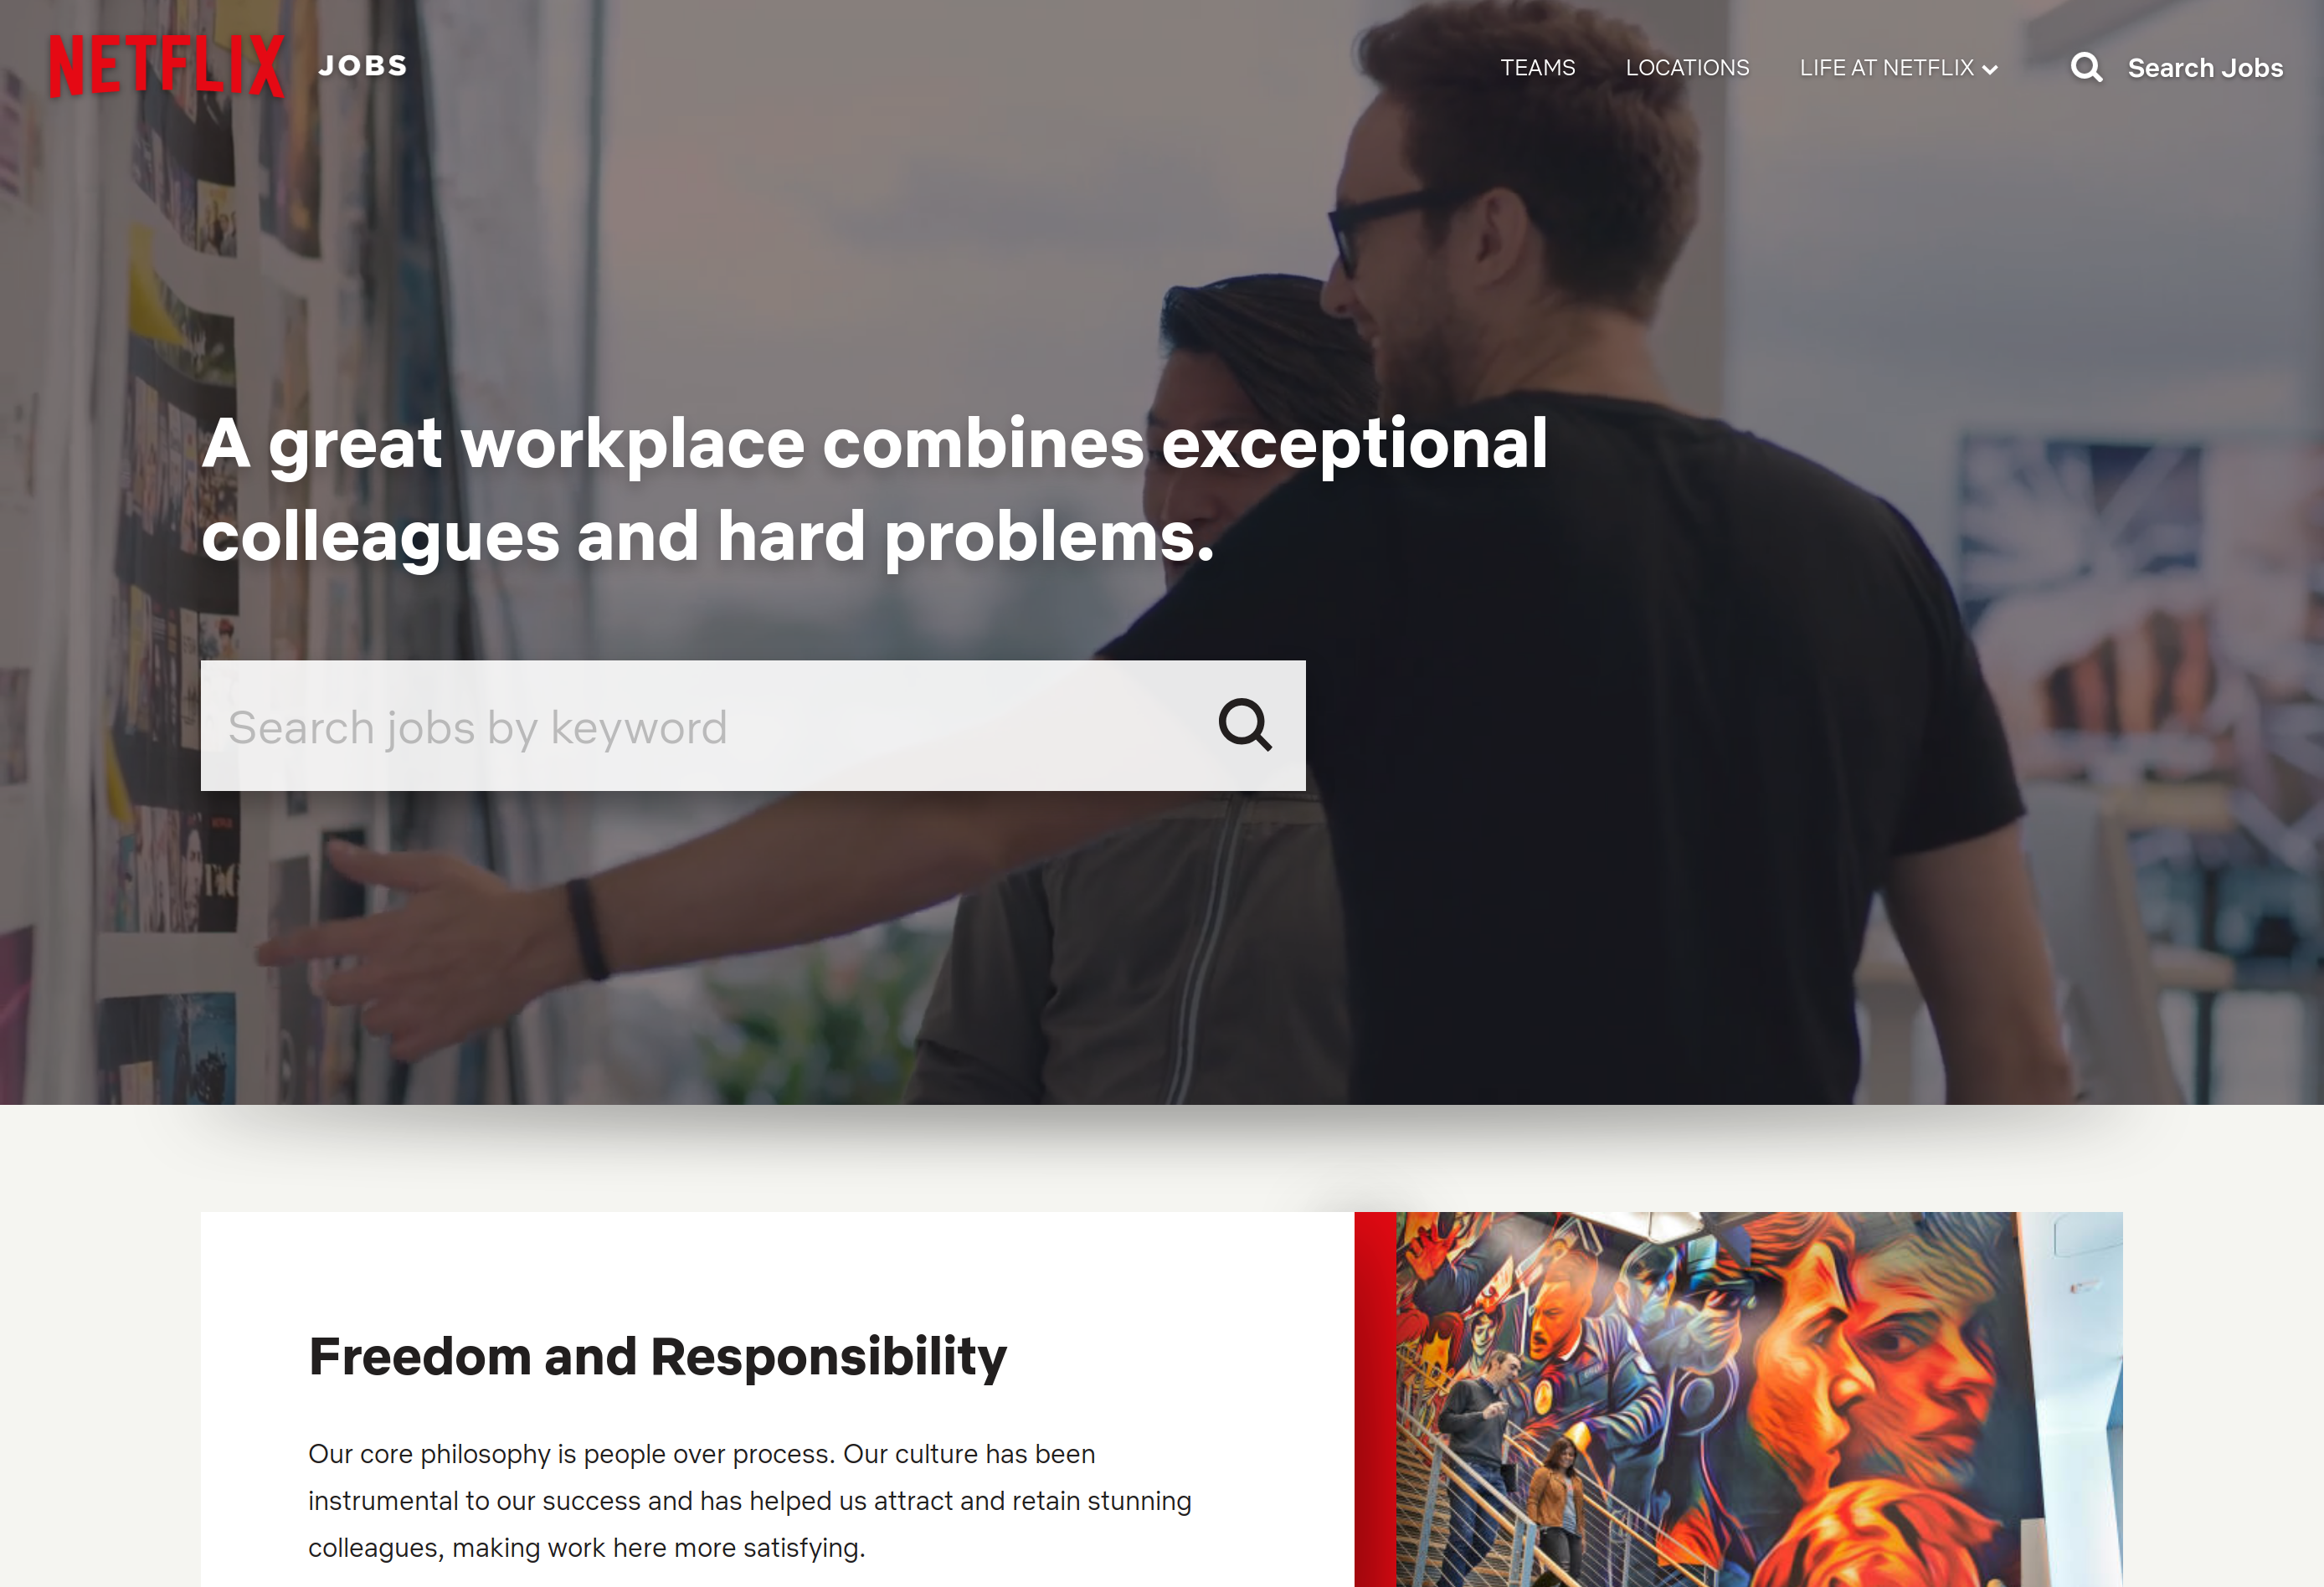 NETFLIX JOBS
TEAMS LOCATIONS LIFE AT NETFLIX Search Jobs
A great workplace combines exceptional
colleagues and hard problems.
Search jobs by keyword
Freedom and Responsibility
Our core philosophy is people over process. Our culture has been
instrumental to our success and has helped us attract and retain stunning
colleagues, making work here more satisfying.